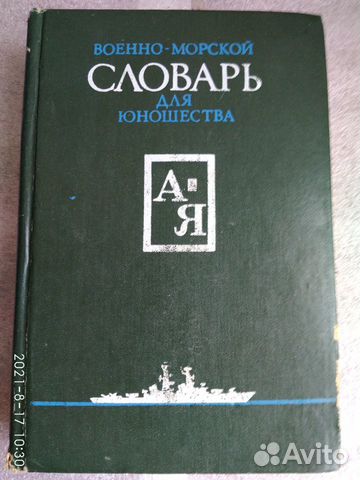 ВОЕННО-МОРСКОЙ
СЛОВАРЬ
ДЛЯ
ЮНОШЕСТВА
А-
Я
2021-8-17 10:30
Avito